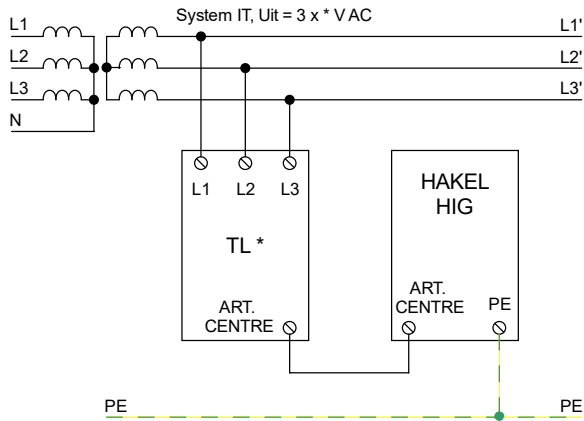 System IT, Uit = 3 x * V AC
L1
L1'
L2
L2'
L3
L3'
N
L1 L2 L3
TL *
ART.
CENTRE
HAKEL
HIG
ART.
CENTRE
PE
PE
PE